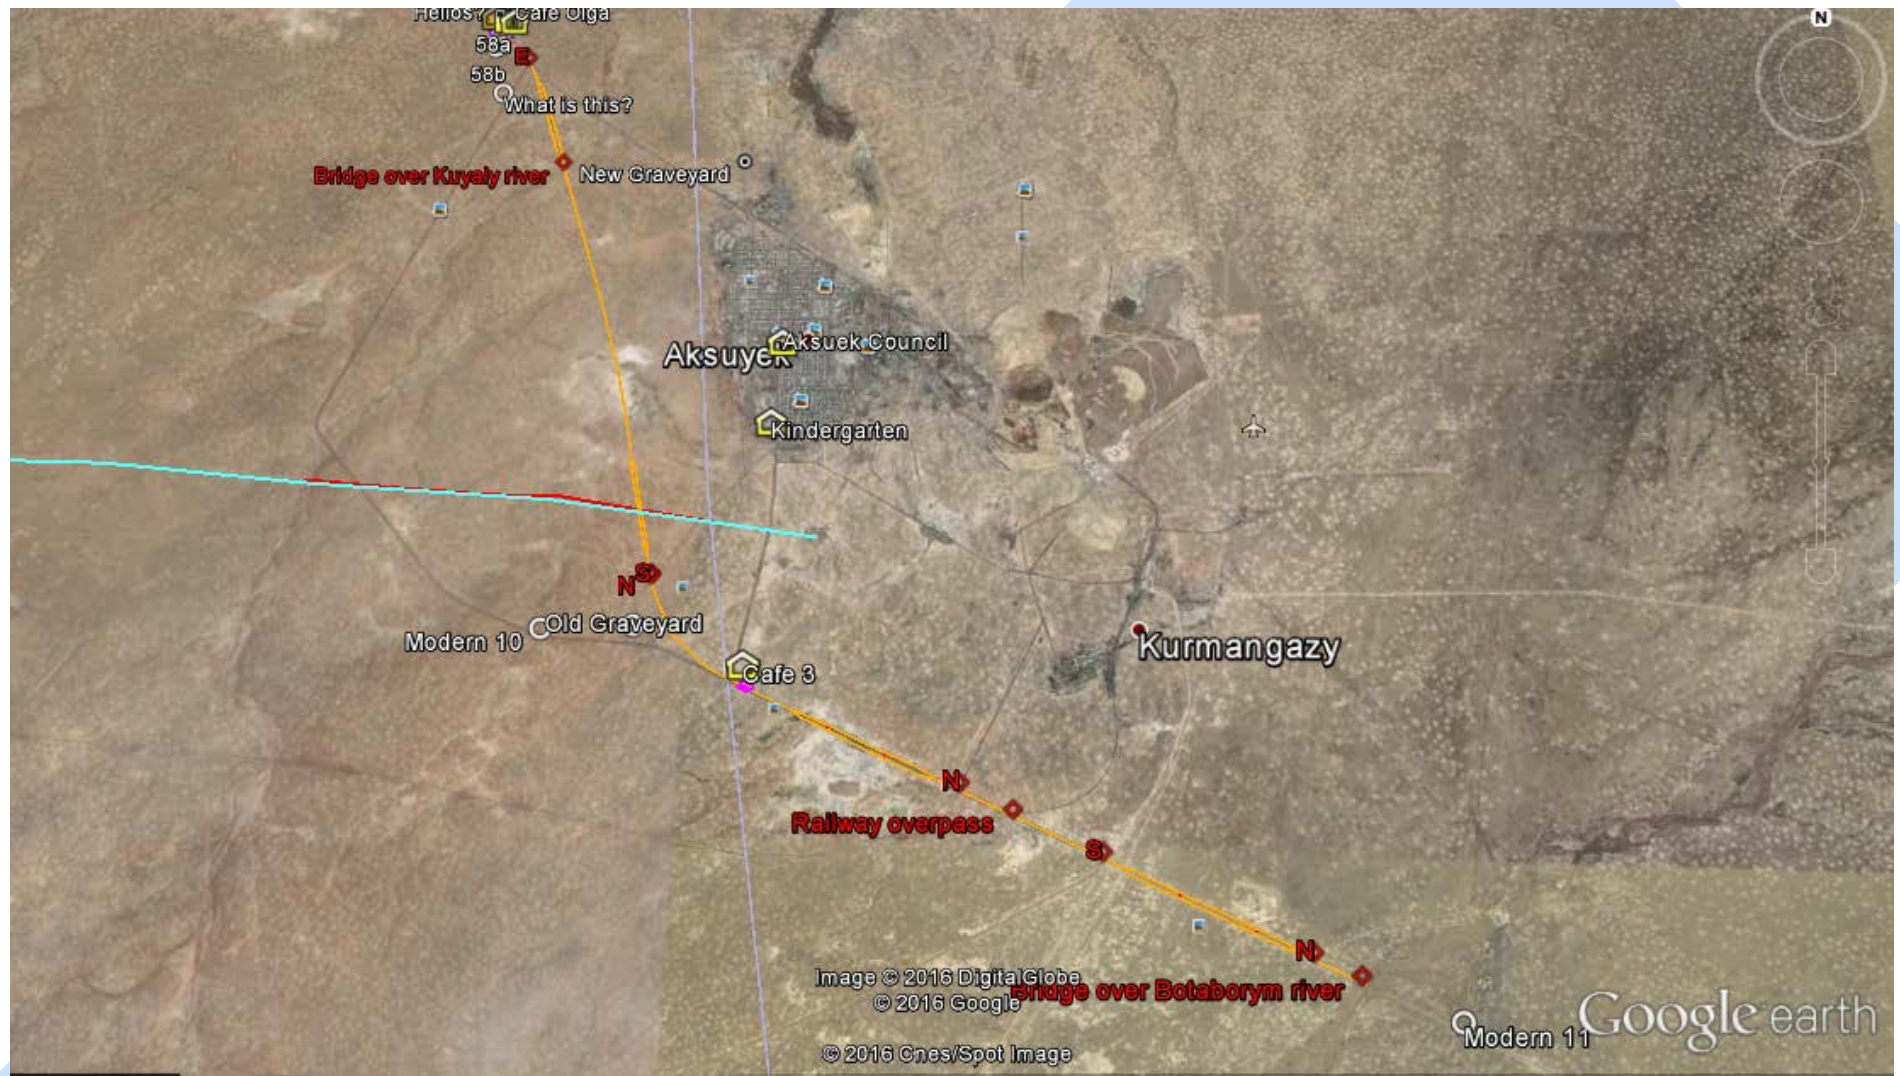 Helios? Cafe Olga
N
58a
E
58b
What is this?
Bridge over Kuyaly river
New Graveyard
Aksuek Council
Aksuyek
Kindergarten
S
N
Old Graveyard
Modern 10
Kurmangazy
Cafe 3
N
Railway overpass
S
N
Image © 2016 DigitalGlobe
Bridge over Botaborym river
© 2016 Google
Modern 11
Google earth
© 2016 Cnes/Spot Image